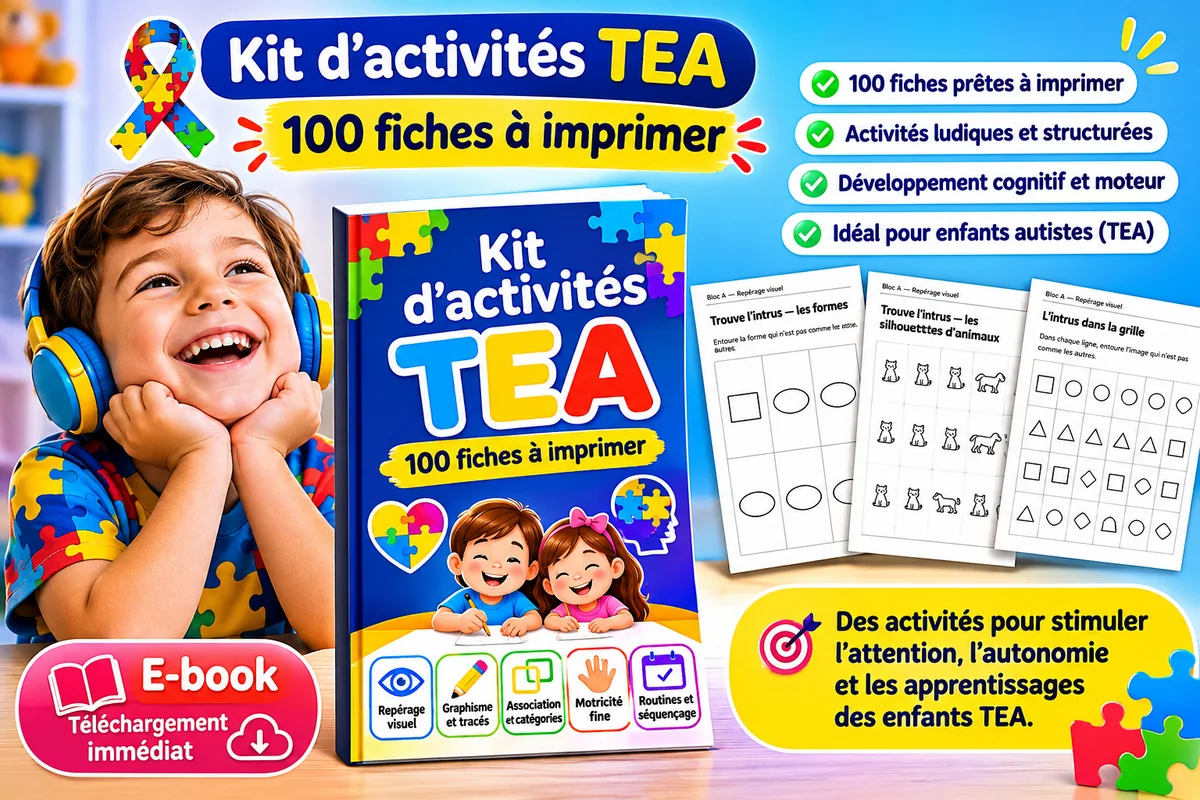 Kit d'activités TEA
100 fiches à imprimer
100 fiches prêtes à imprimer
Activités ludiques et structurées
Développement cognitif et moteur
Idéal pour enfants autistes (TEA)
Kit
d'activités
TEA
100 fiches à imprimer
Repérage
visuel
Graphisme
et tracés
Association
et catégories
Motricité
fine
Routines et
séquençage
Bloc A — Repérage visuel
Trouve l'intrus — les formes
Entoure la forme qui n'est pas comme les
autres.
Bloc A — Repérage visuel
Trouve l'intrus — les
silhouetttes d'animaux
Bloc A — Repérage visuel
L'intrus dans la grille
Dans chaque ligne, entoure l'image qui n'est pas
comme les autres.
E-book
Téléchargement
immédiat
Des activités pour stimuler
l'attention, l'autonomie
et les apprentissages
des enfants TEA.